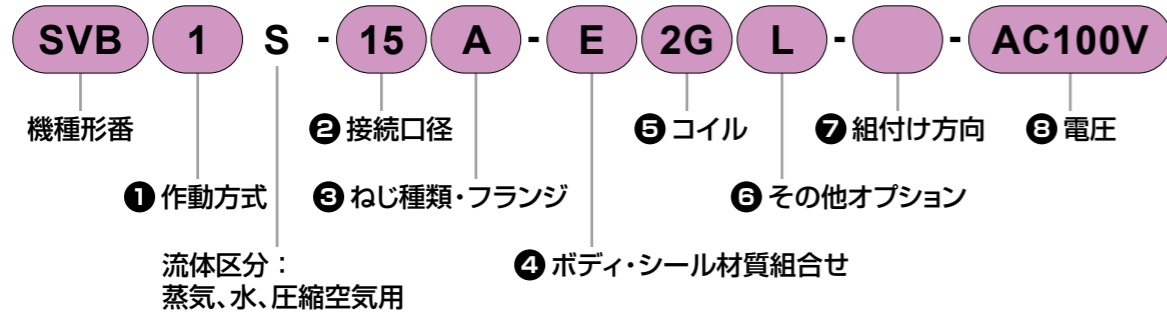 SVB 1 S - 15 A - E 2G L - - AC100V
機種形番 ❷ 接続口径 ❺ コイル ❼ 組付け方向 ❽ 電圧
❶ 作動方式 ❸ ねじ種類・フランジ ❻ その他オプション
流体区分： ❹ ボディ・シール材質組合せ
蒸気、水、圧縮空気用